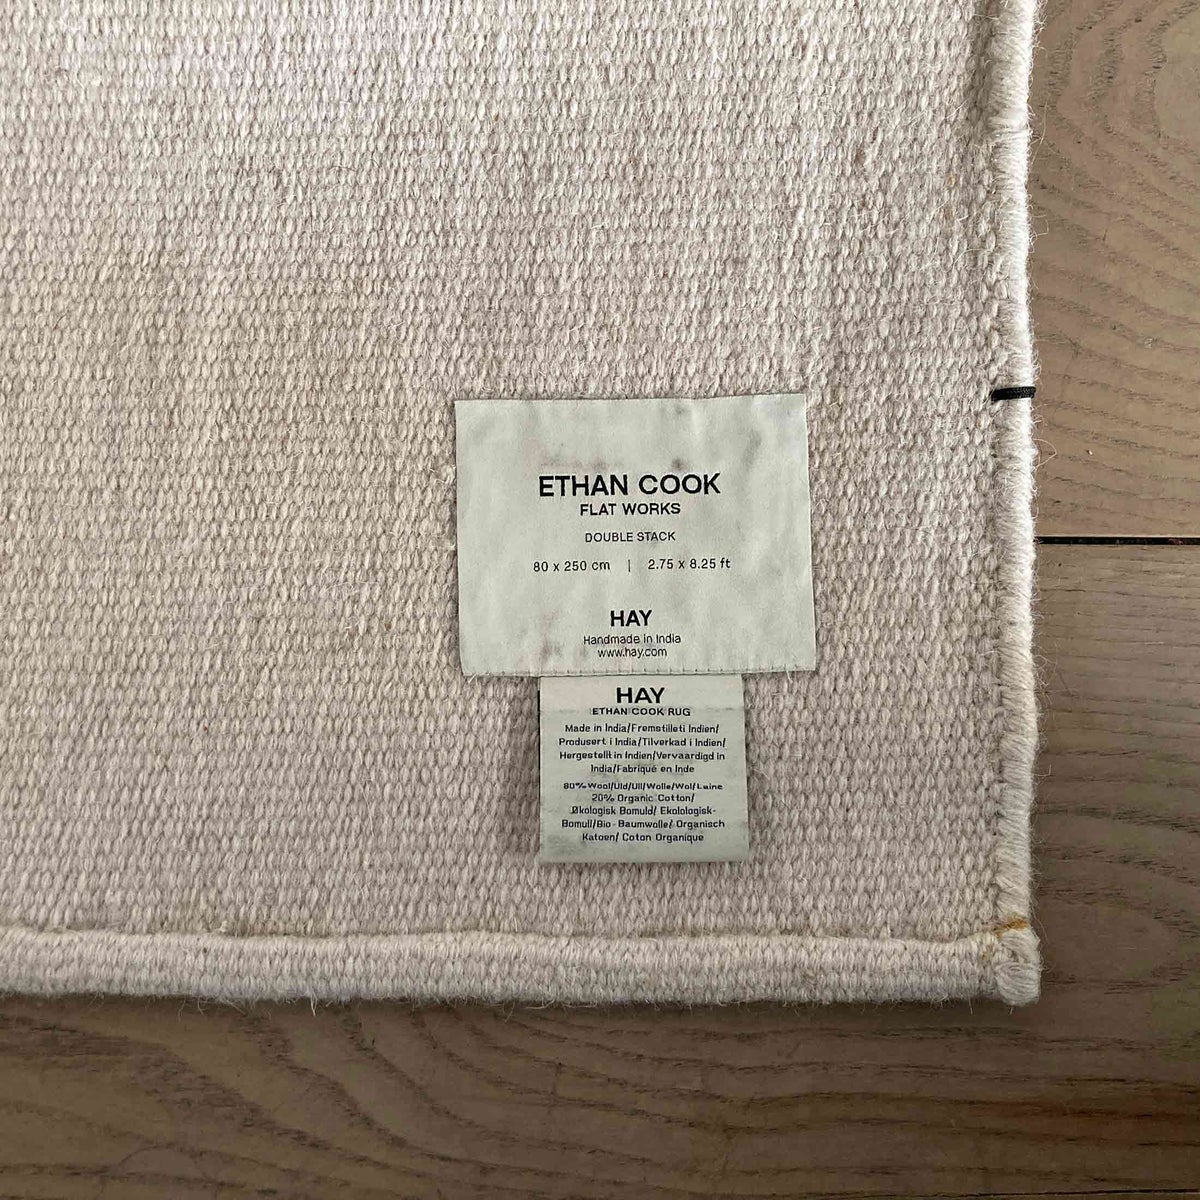 ETHAN COOK
FLAT WORKS
DOUBLE STACK
80 x 250 cm | 2.75 x 8.25 ft
HAY
Handmade in India
www.hay.com
HAY
ETHAN COOK RUG
Made in India/Fremstilleti Indien/
Produsert i India/Tilverkad i Indien/
Hergestellt in Indien/Vervaardigd in
India/Fabriqué en Inde
80% Wool/Uld/Ull/Wolle/Wol/Laine
20% Organic Cotton/
Økologisk Bomuld/ Ekolologisk-
Bomull/Bio-Baumwolle/ Organisch
Katoen/ Coton Organique